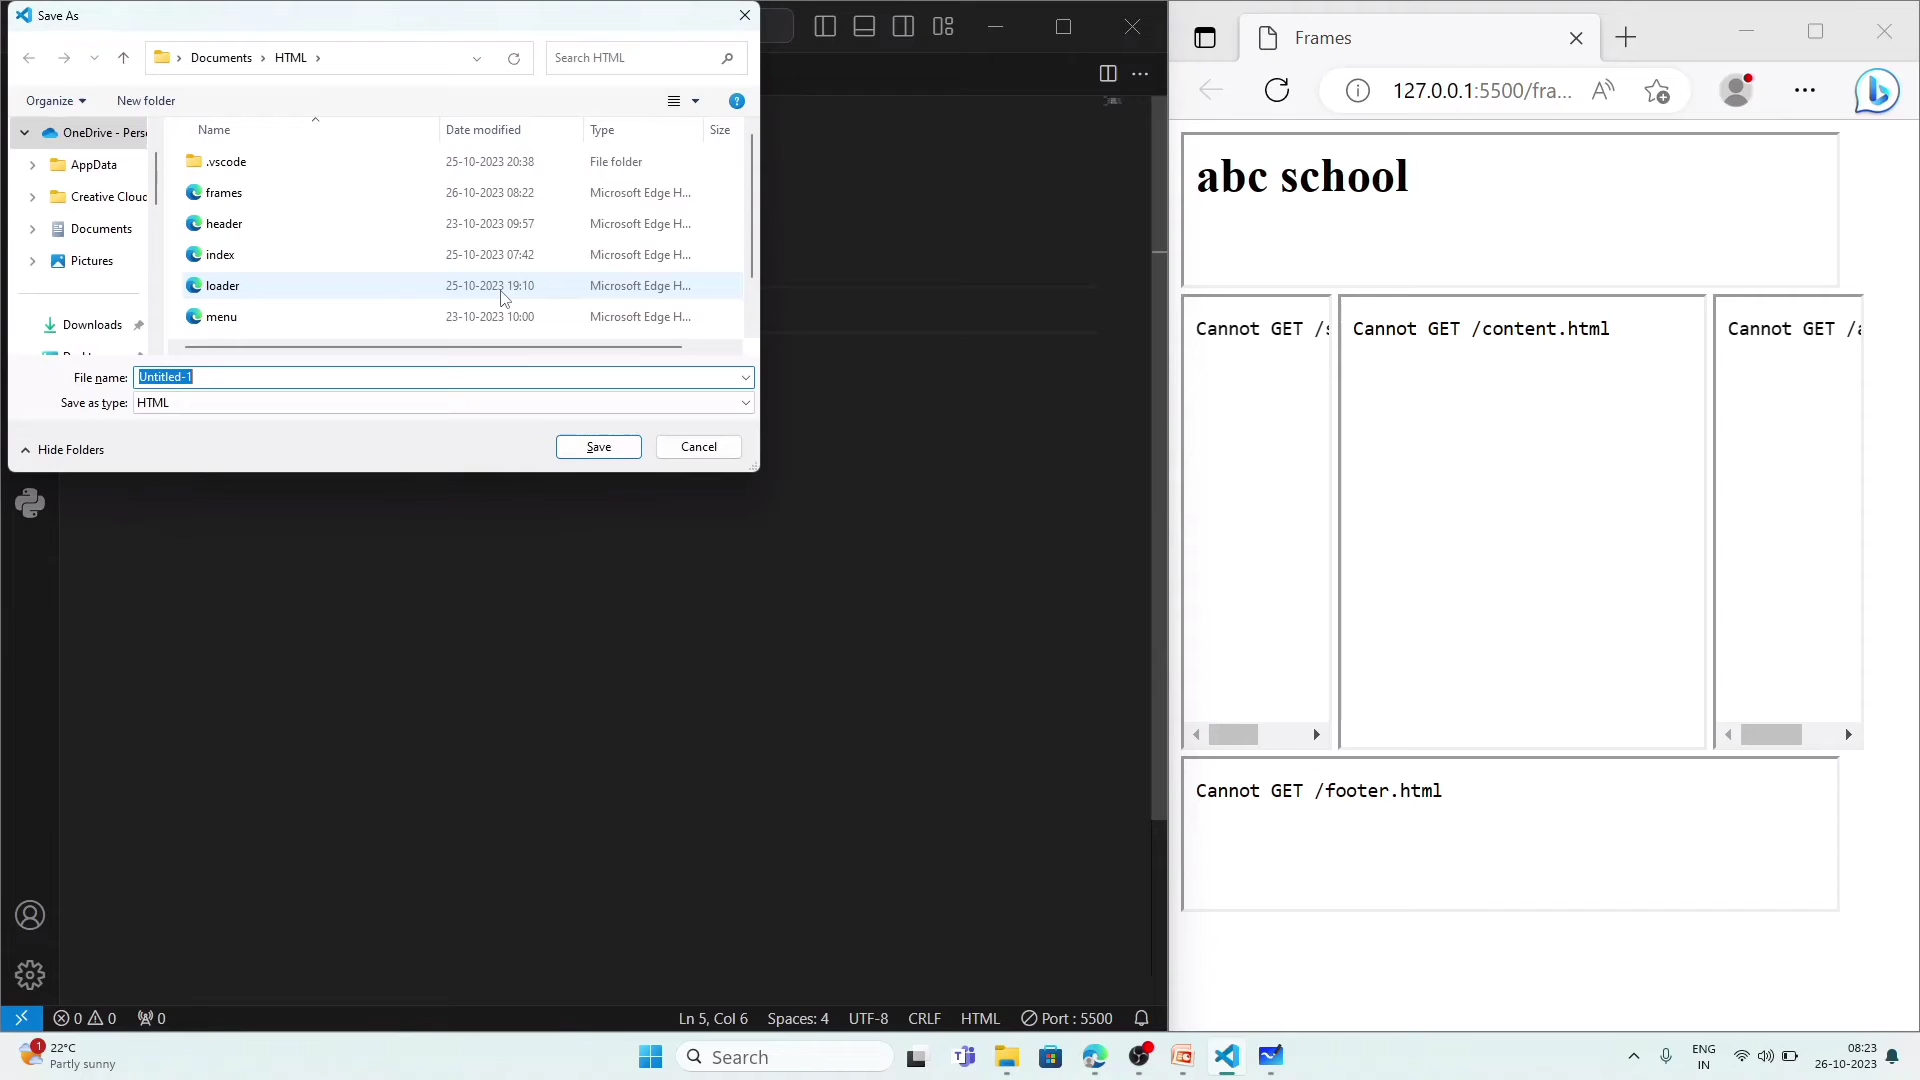 Save As
Documents
HTML
Search HTML
Organize
New folder
Name
Date modified
Type
Size
OneDrive - Perso
AppData
Creative Cloud
Documents
Pictures
Downloads
.vscode
25-10-2023 20:38
File folder
frames
26-10-2023 08:22
Microsoft Edge H...
header
23-10-2023 09:57
Microsoft Edge H...
index
25-10-2023 07:42
Microsoft Edge H...
loader
25-10-2023 19:10
Microsoft Edge H...
menu
23-10-2023 10:00
Microsoft Edge H...
File name:
Untitled-1
Save as type:
HTML
Hide Folders
Save
Cancel
0
0
0
Ln 5, Col 6
Spaces: 4
UTF-8
CRLF
HTML
Port : 5500
Frames
127.0.0.1:5500/fra...
abc school
Cannot GET /s
Cannot GET /content.html
Cannot GET /a
Cannot GET /footer.html
1
22°C
Partly sunny
Search
ENG
IN
08:23
26-10-2023